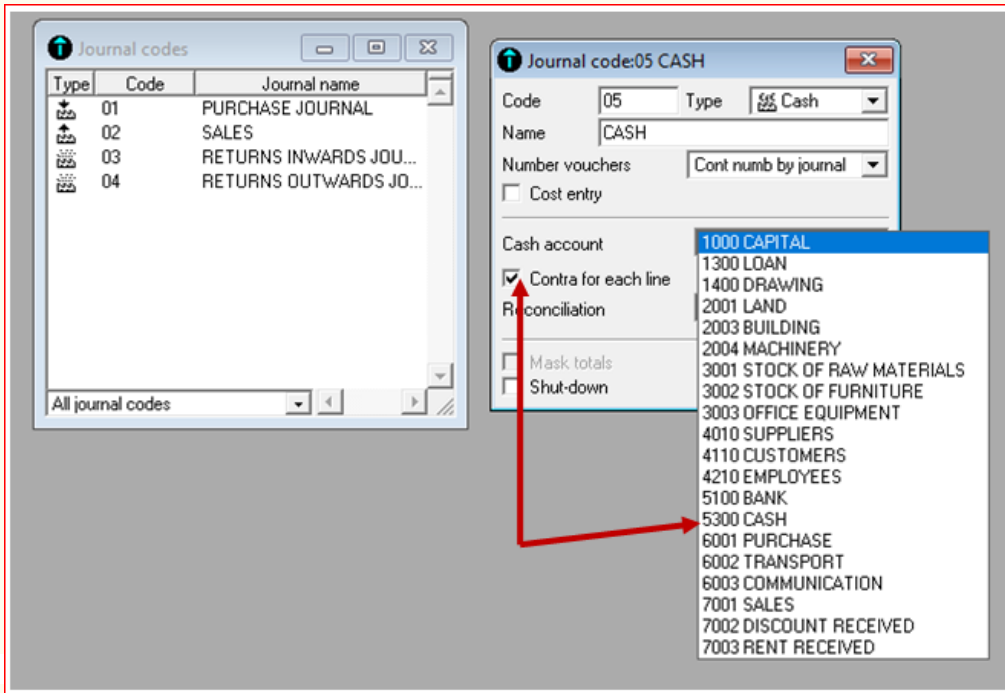 Journal codes
Type Code Journal name
01 PURCHASE JOURNAL
02 SALES
03 RETURNS INWARDS JOU...
04 RETURNS OUTWARDS JO...
All journal codes
Journal code:05 CASH
Code 05 Type Cash
Name CASH
Number vouchers Cont numb by journal
Cost entry
Cash account
Contra for each line
Reconciliation
Mask totals
Shut-down
1000 CAPITAL
1300 LOAN
1400 DRAWING
2001 LAND
2003 BUILDING
2004 MACHINERY
3001 STOCK OF RAW MATERIALS
3002 STOCK OF FURNITURE
3003 OFFICE EQUIPMENT
4010 SUPPLIERS
4110 CUSTOMERS
4210 EMPLOYEES
5100 BANK
5300 CASH
6001 PURCHASE
6002 TRANSPORT
6003 COMMUNICATION
7001 SALES
7002 DISCOUNT RECEIVED
7003 RENT RECEIVED